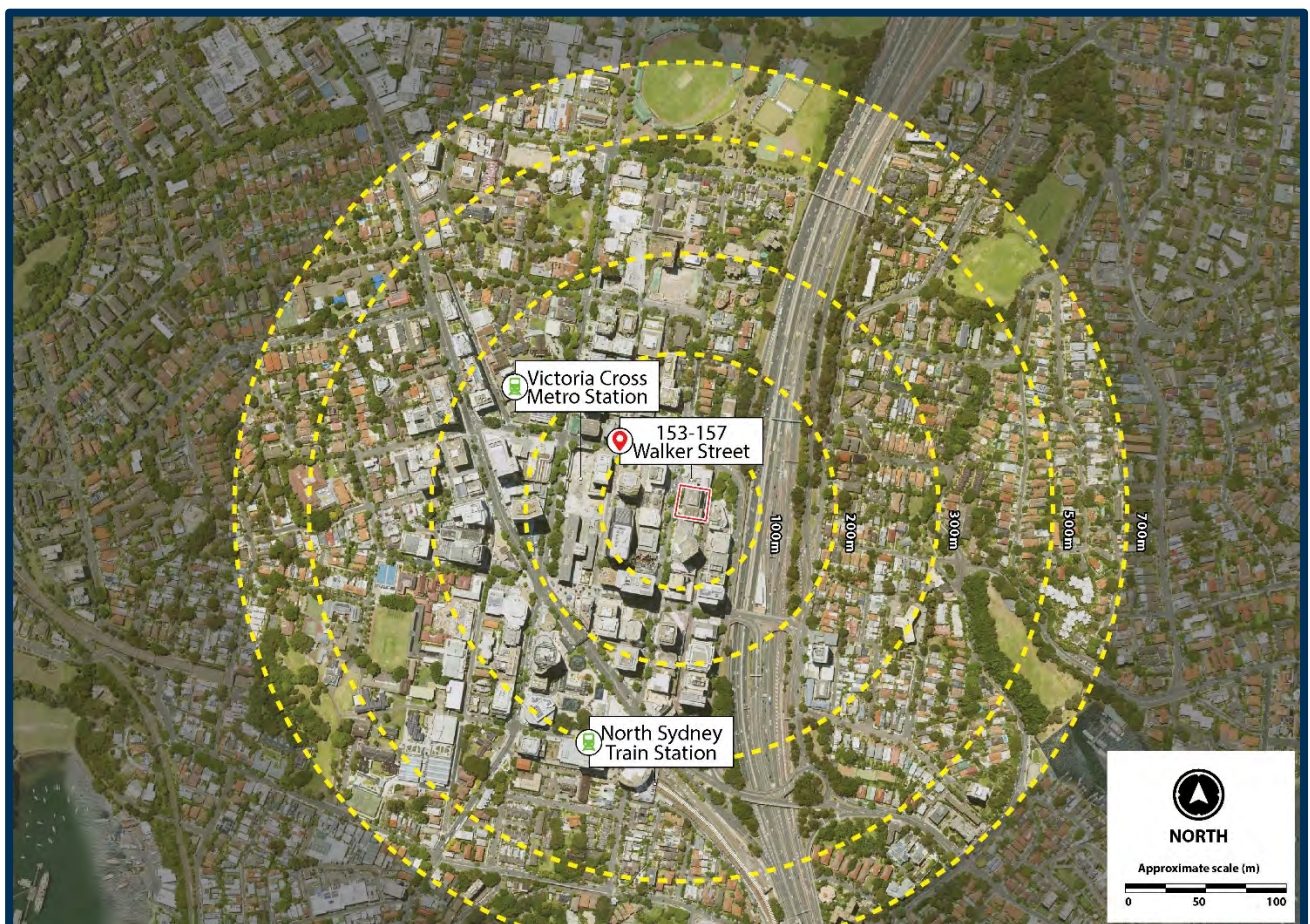 Victoria Cross
Metro Station
153-157
Walker Street
100m
200m
300m
500m
700m
North Sydney
Train Station
NORTH
Approximate scale (m)
0 50 100